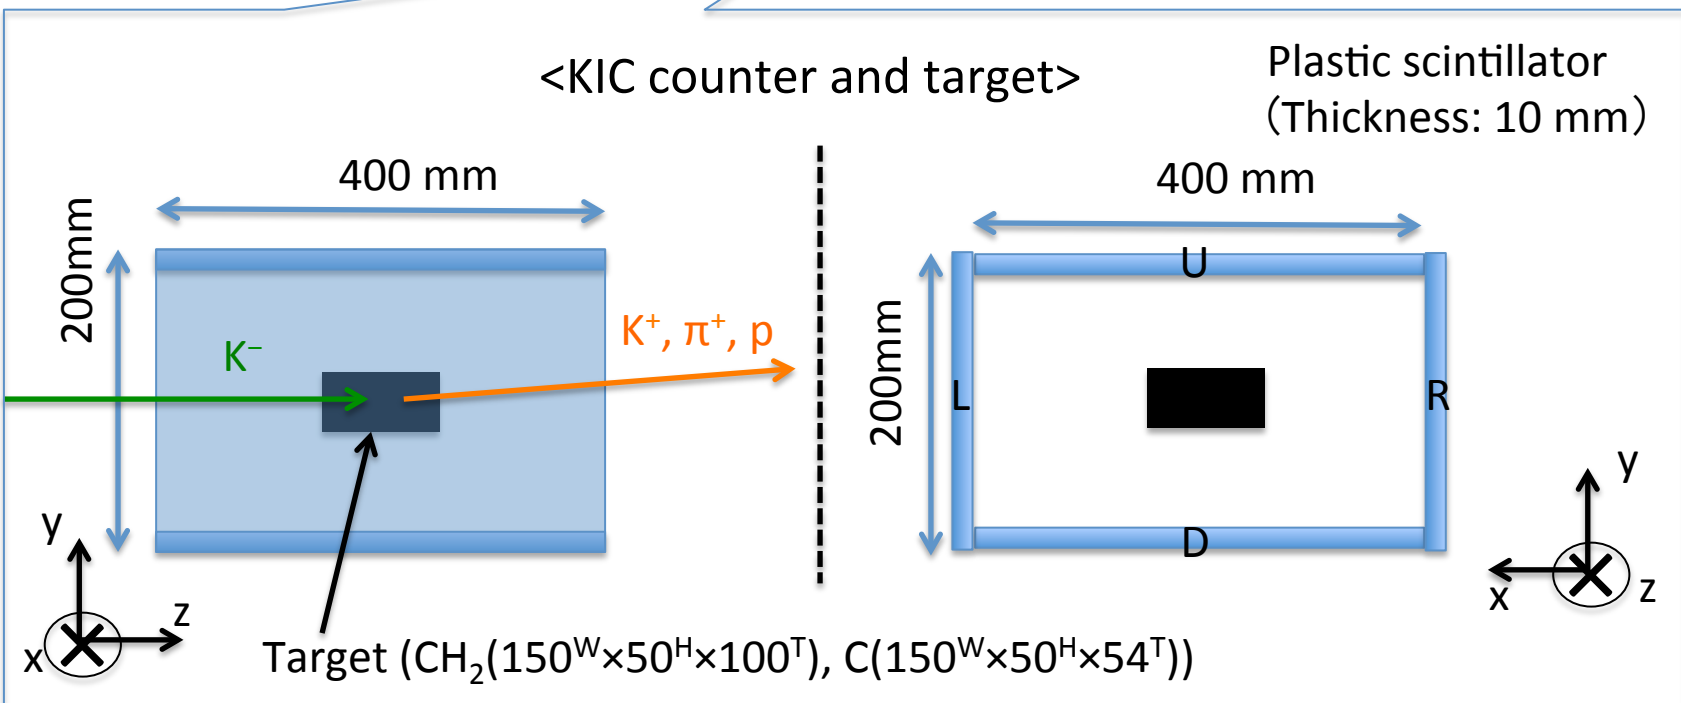 <KIC counter and target>
Plastic scintillator
(Thickness: 10 mm)
400 mm
200mm
K⁻
K⁺, π⁺, p
y
z
x
Target (CH₂(150ᵂ×50ᴴ×100ᵀ), C(150ᵂ×50ᴴ×54ᵀ))
400 mm
200mm
U
L
R
D
y
x
z